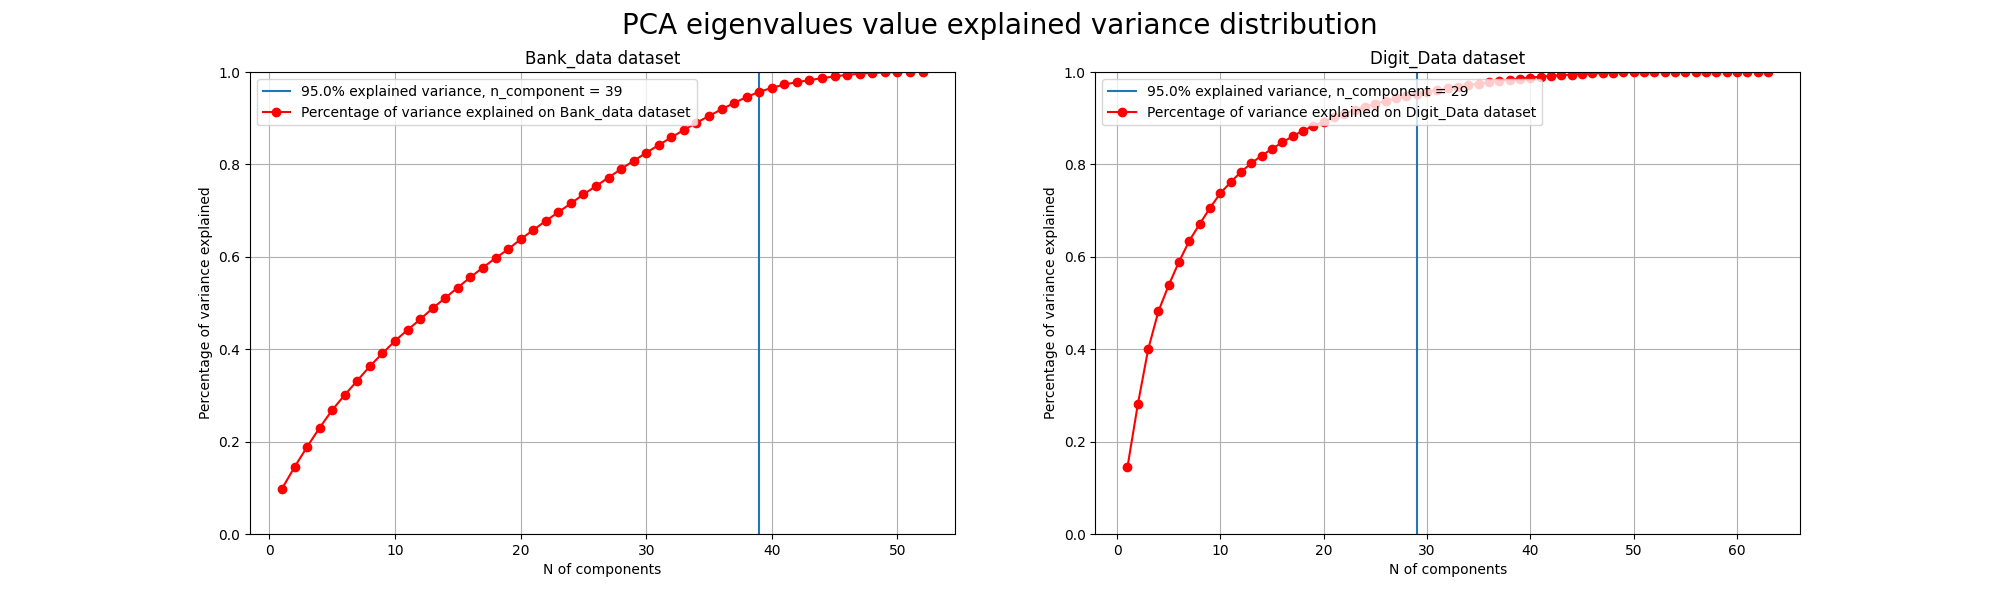 PCA eigenvalues value explained variance distribution
Bank_data dataset
95.0% explained variance, n_component = 39
Percentage of variance explained on Bank_data dataset
Percentage of variance explained
1.0
0.8
0.6
0.4
0.2
0.0
0 10 20 30 40 50
N of components
Digit_Data dataset
95.0% explained variance, n_component = 29
Percentage of variance explained on Digit_Data dataset
Percentage of variance explained
1.0
0.8
0.6
0.4
0.2
0.0
0 10 20 30 40 50 60
N of components